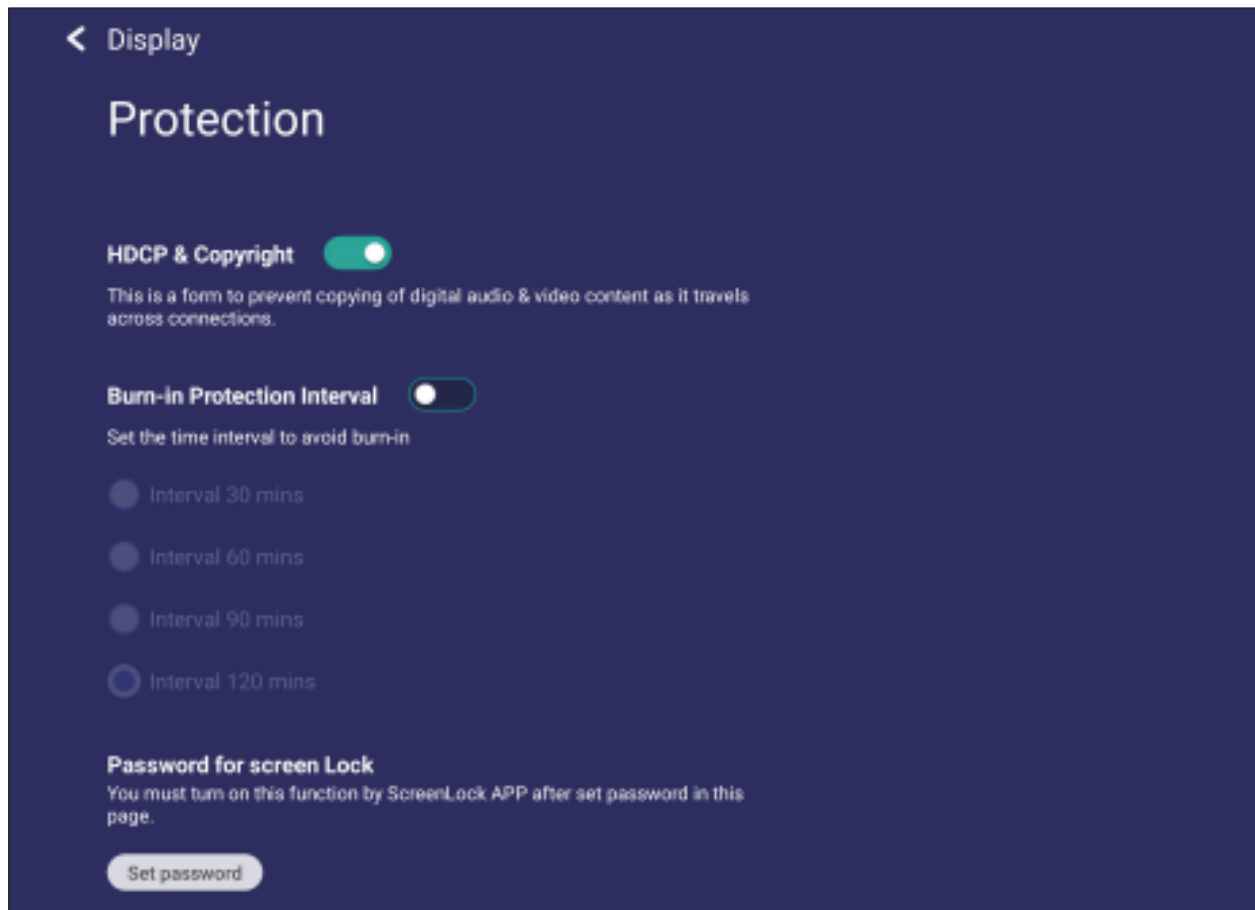 Display
Protection
HDCP & Copyright
This is a form to prevent copying of digital audio & video content as it travels
across connections.
Burn-in Protection Interval
Set the time interval to avoid burn-in
Interval 30 mins
Interval 60 mins
Interval 90 mins
Interval 120 mins
Password for screen Lock
You must turn on this function by ScreenLock APP after set password in this
page.
Set password